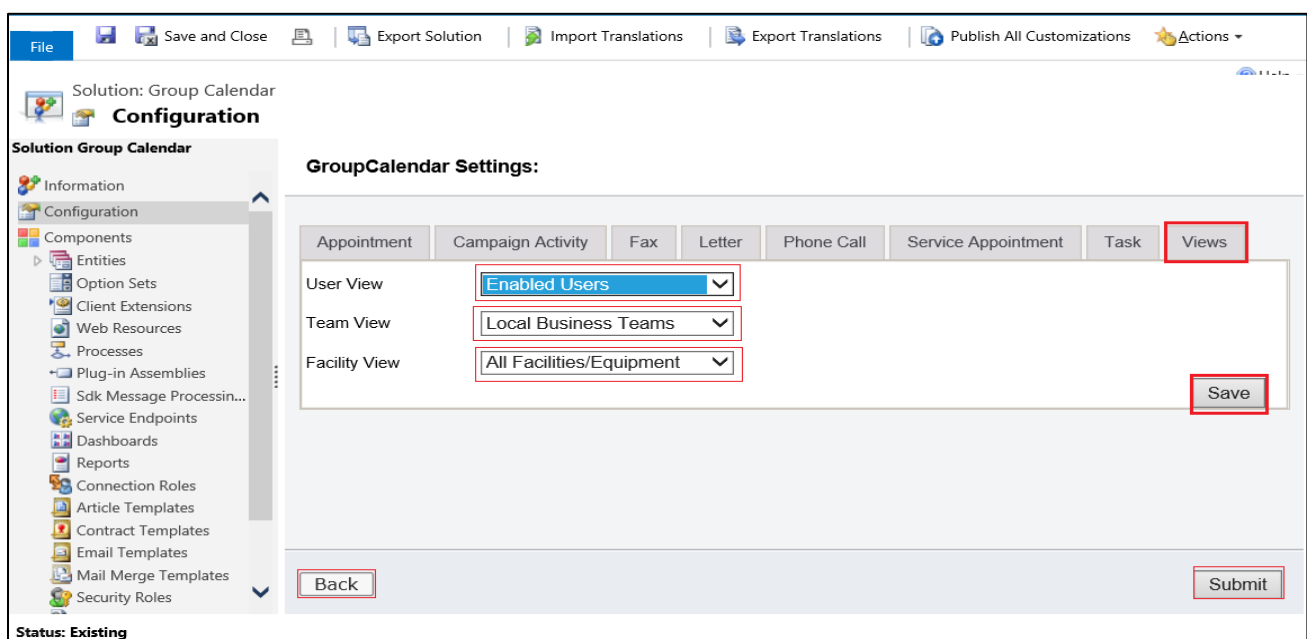 File
Save and Close
Export Solution
Import Translations
Export Translations
Publish All Customizations
Actions
Solution: Group Calendar
Configuration
Solution Group Calendar
Information
Configuration
Components
Entities
Option Sets
Client Extensions
Web Resources
Processes
Plug-in Assemblies
Sdk Message Processin...
Service Endpoints
Dashboards
Reports
Connection Roles
Article Templates
Contract Templates
Email Templates
Mail Merge Templates
Security Roles
GroupCalendar Settings:
Appointment
Campaign Activity
Fax
Letter
Phone Call
Service Appointment
Task
Views
User View
Enabled Users
Team View
Local Business Teams
Facility View
All Facilities/Equipment
Save
Back
Submit
Status: Existing